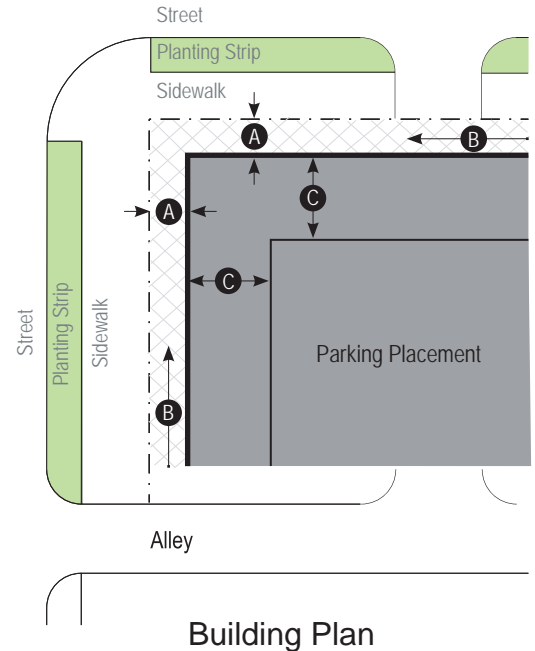 Street
Planting Strip
Sidewalk
A
B
A
C
C
Street
Planting Strip
Sidewalk
Parking Placement
B
Alley
Building Plan